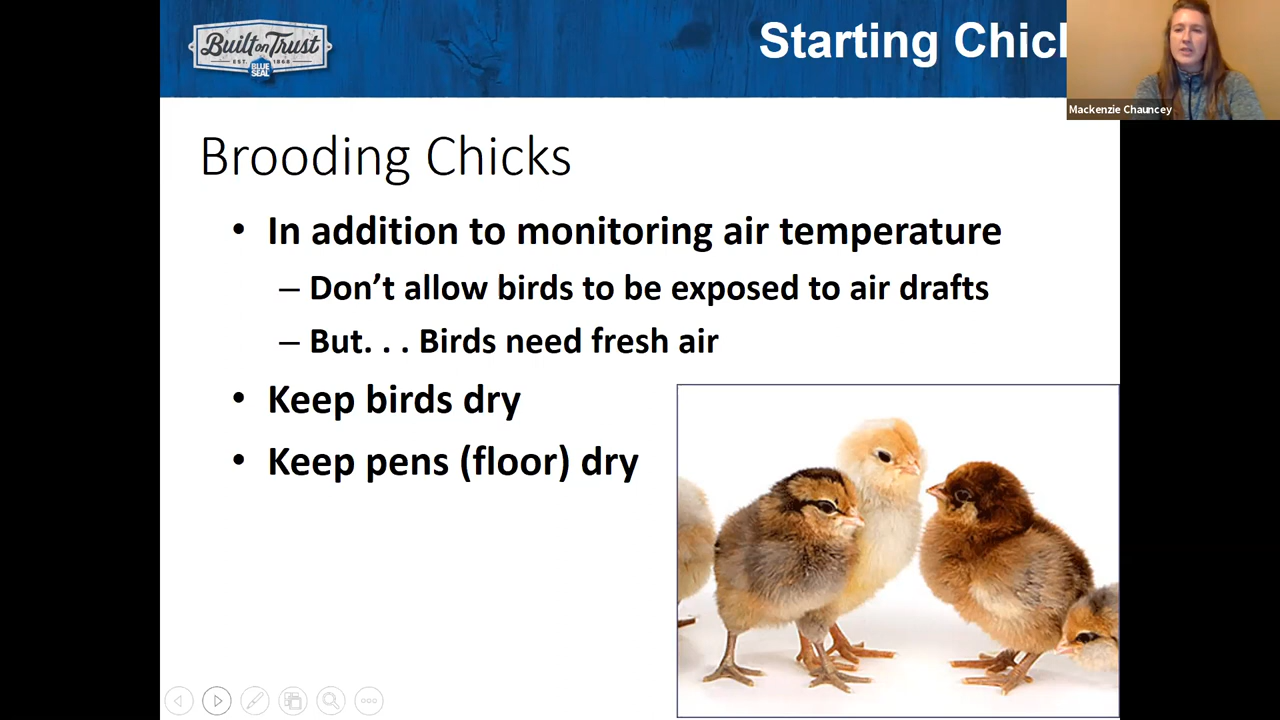 Built on Trust
EST. 1868
BLUE
SEAL
Starting Chic
Mackenzie Chauncey
Brooding Chicks
• In addition to monitoring air temperature
– Don’t allow birds to be exposed to air drafts
– But. . . Birds need fresh air
• Keep birds dry
• Keep pens (floor) dry